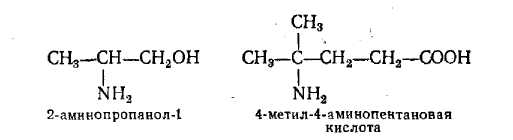 CH₃
CH₃—CH—CH₂OH CH₃—C—CH₂—CH₂—COOH
NH₂ NH₂
2-аминопропанол-1 4-метил-4-аминопентановая
кислота